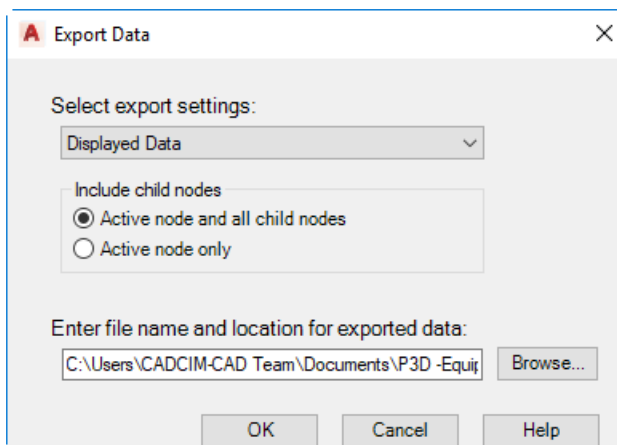 Export Data
Select export settings:
Displayed Data
Include child nodes
Active node and all child nodes
Active node only
Enter file name and location for exported data:
C:\Users\CADCIM-CAD Team\Documents\P3D -Equip Browse...
OK Cancel Help